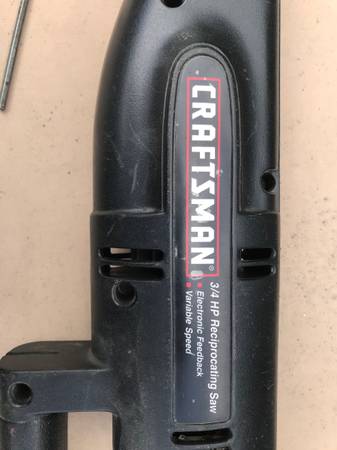 CRAFTSMAN®
3/4 HP Reciprocating Saw
• Electronic Feedback
• Variable Speed